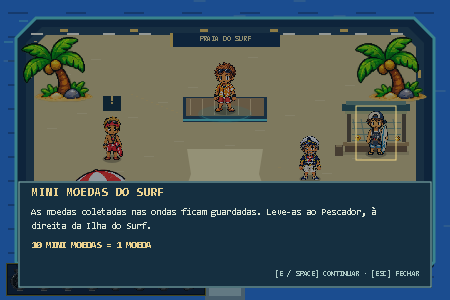 PRAIA DO SURF
!
MINI MOEDAS DO SURF
As moedas coletadas nas ondas ficam guardadas. Leve-as ao Pescador, à
direita da Ilha do Surf.
10 MINI MOEDAS = 1 MOEDA
[E / SPACE] CONTINUAR · [ESC] FECHAR